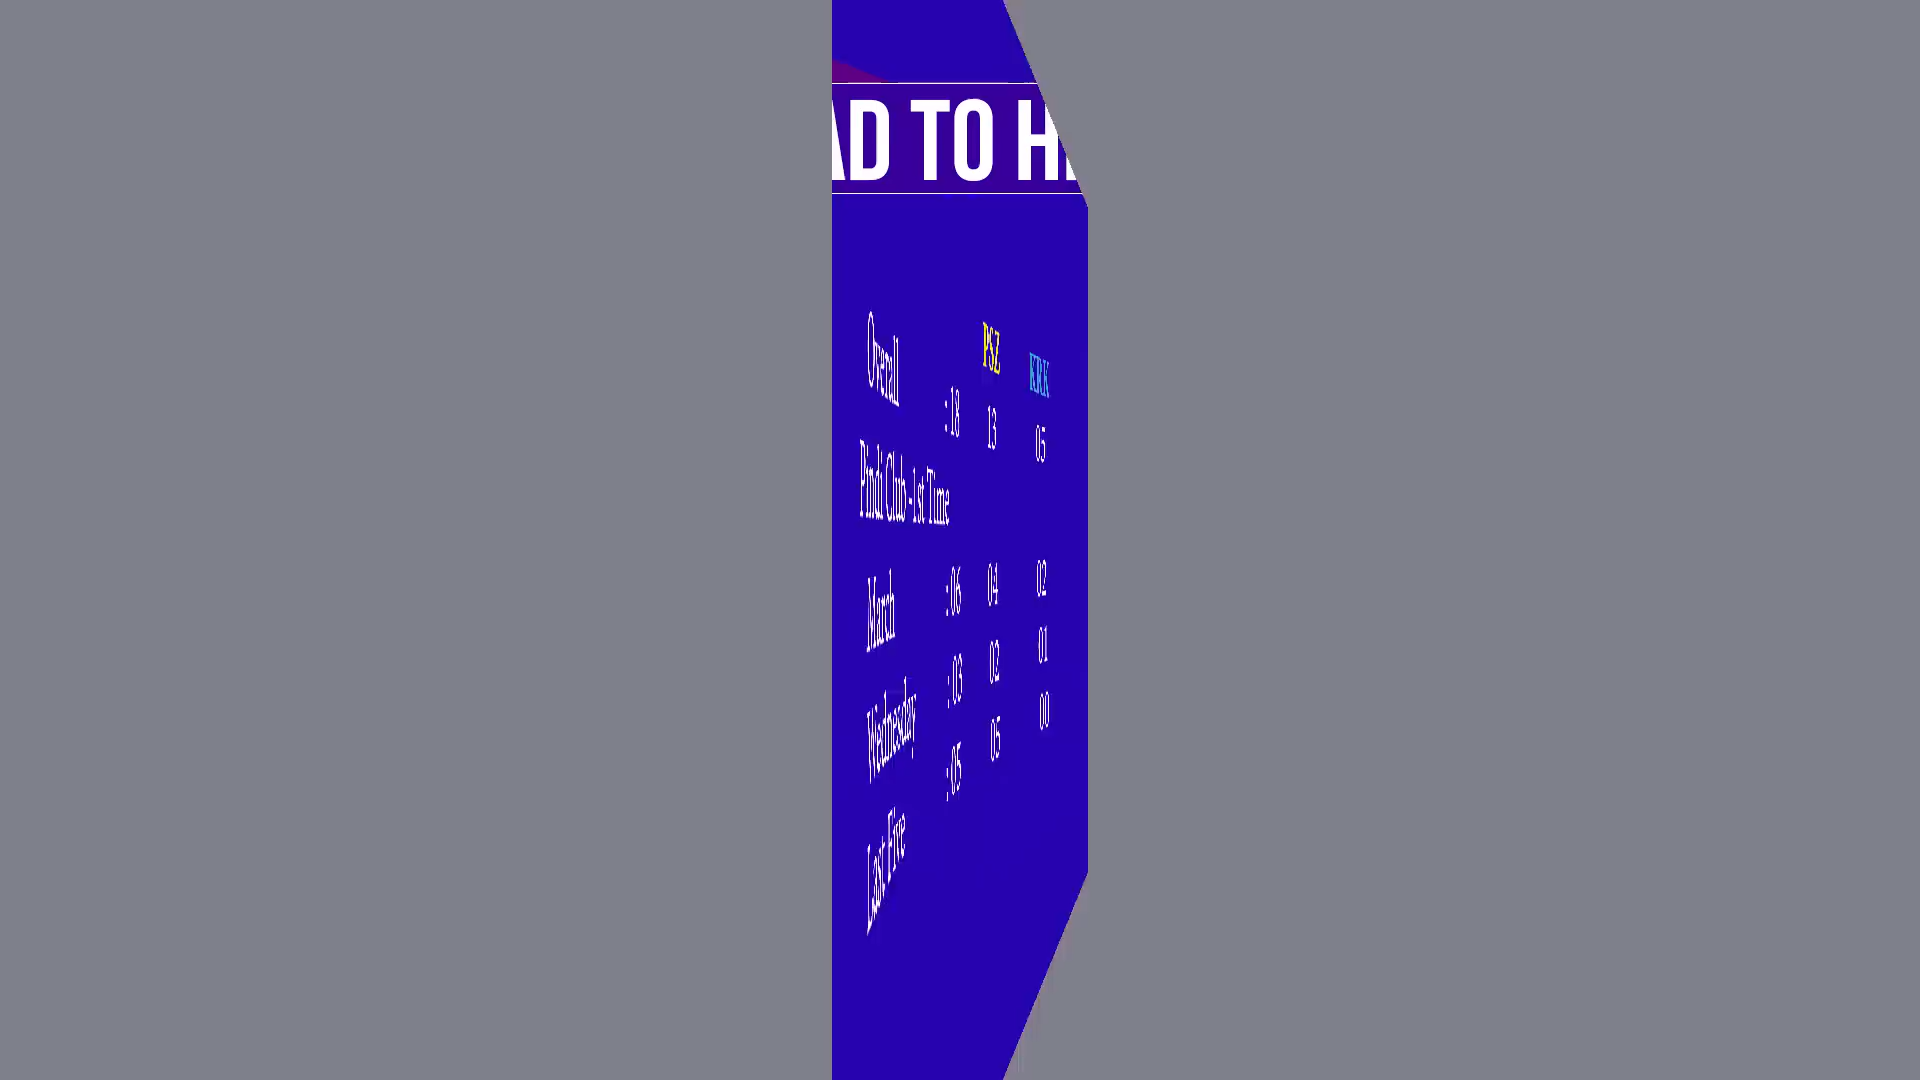 AD TO H
PSZ KRK
Overall :18 13 05
Pindi Club -1st Time
March :06 04 02
Wednesday :03 02 01
Last Five :05 05 00